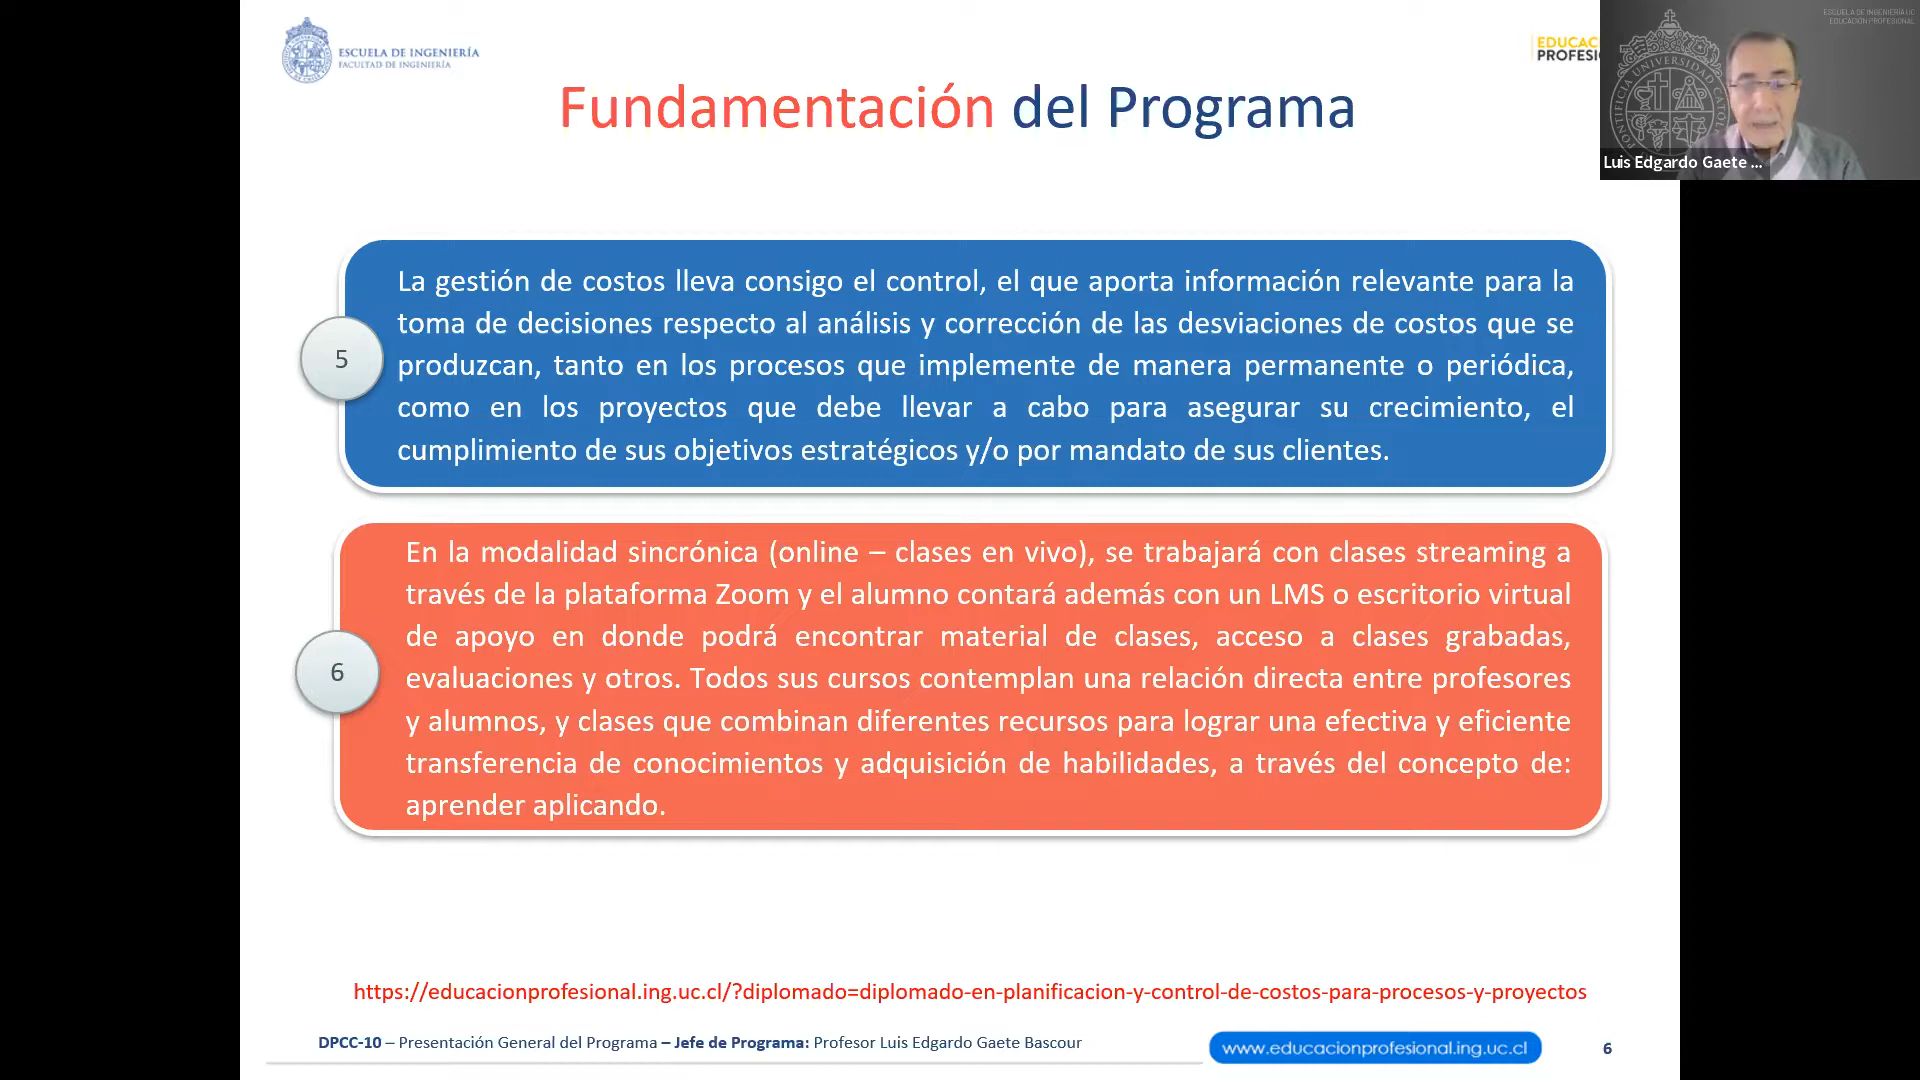 ESCUELA DE INGENIERÍA
FACULTAD DE INGENIERÍA
EDUCAC
PROFESI
ESCUELA DE INGENIERÍA UC
EDUCACIÓN PROFESIONAL
PONTIFICIA UNIVERSIDAD CATOL
Luis Edgardo Gaete ...
Fundamentación del Programa
5
La gestión de costos lleva consigo el control, el que aporta información relevante para la
toma de decisiones respecto al análisis y corrección de las desviaciones de costos que se
produzcan, tanto en los procesos que implemente de manera permanente o periódica,
como en los proyectos que debe llevar a cabo para asegurar su crecimiento, el
cumplimiento de sus objetivos estratégicos y/o por mandato de sus clientes.
6
En la modalidad sincrónica (online – clases en vivo), se trabajará con clases streaming a
través de la plataforma Zoom y el alumno contará además con un LMS o escritorio virtual
de apoyo en donde podrá encontrar material de clases, acceso a clases grabadas,
evaluaciones y otros. Todos sus cursos contemplan una relación directa entre profesores
y alumnos, y clases que combinan diferentes recursos para lograr una efectiva y eficiente
transferencia de conocimientos y adquisición de habilidades, a través del concepto de:
aprender aplicando.
https://educacionprofesional.ing.uc.cl/?diplomado=diplomado-en-planificacion-y-control-de-costos-para-procesos-y-proyectos
DPCC-10 – Presentación General del Programa – Jefe de Programa: Profesor Luis Edgardo Gaete Bascour
www.educacionprofesional.ing.uc.cl
6